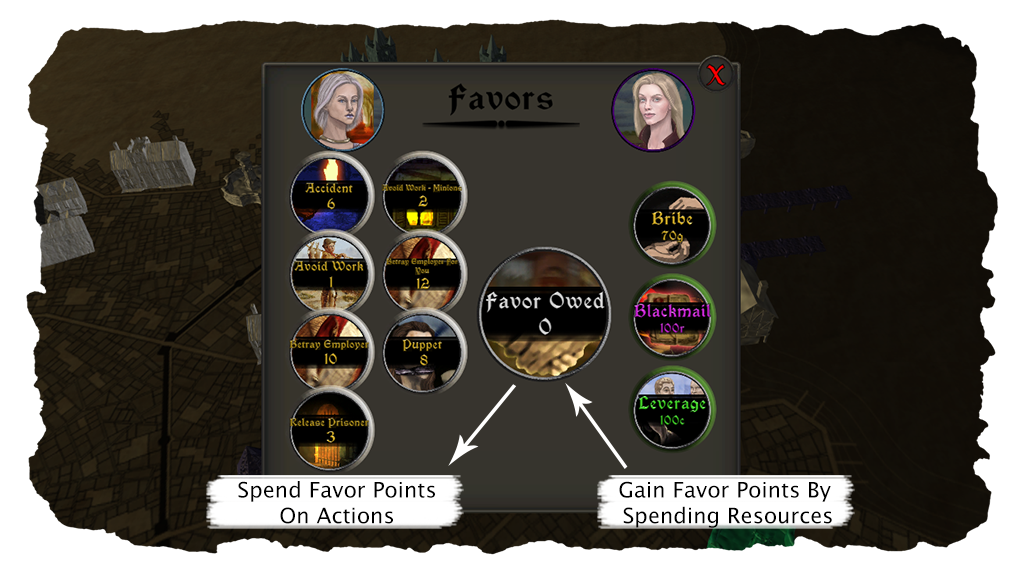 Favors
X
Accident
6
Avoid Work - Minions
2
Avoid Work
1
Betray Employer For
You
12
Betray Employer
10
Puppet
8
Release Prisoner
3
Favor Owed
0
Bribe
70g
Blackmail
100r
Leverage
100c
Spend Favor Points
On Actions
Gain Favor Points By
Spending Resources